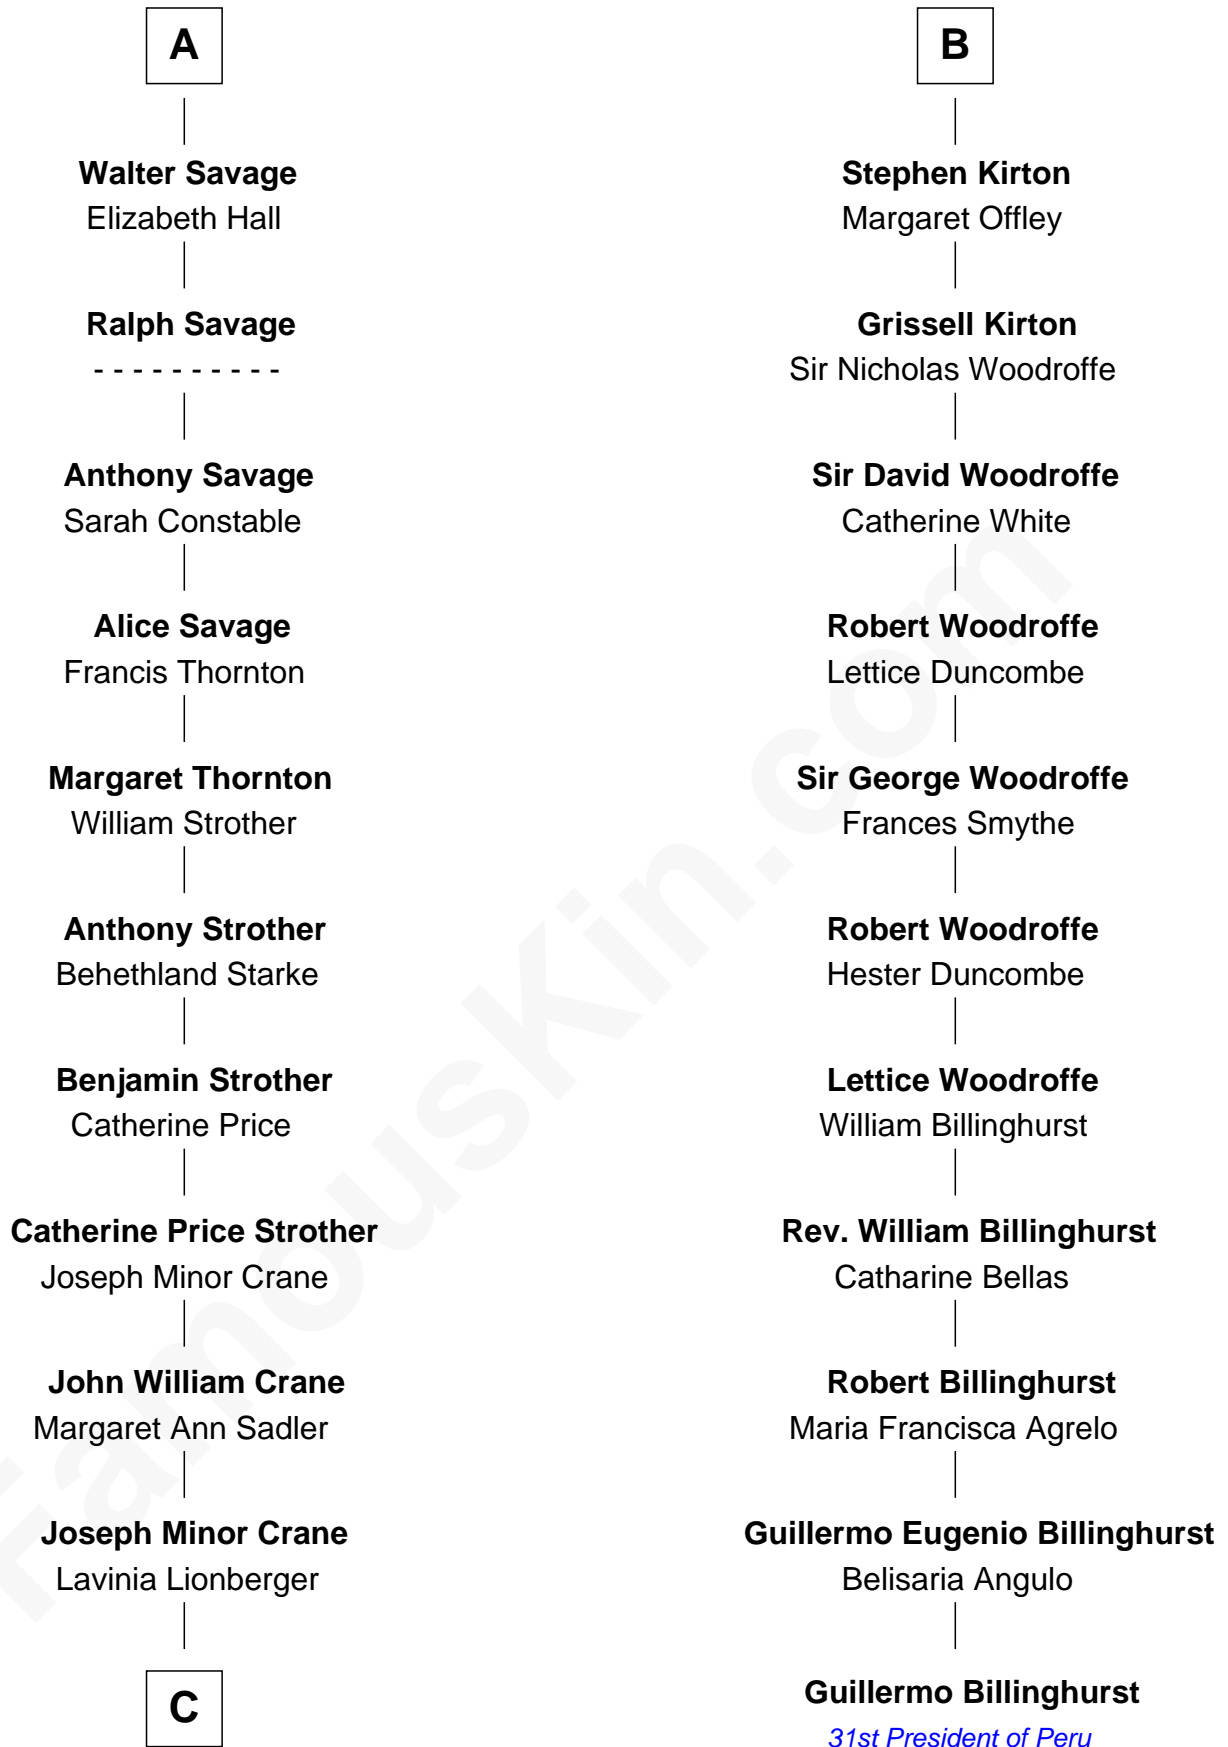 A
Walter Savage
Elizabeth Hall
Ralph Savage
- - - - - - - - - -
Anthony Savage
Sarah Constable
Alice Savage
Francis Thornton
Margaret Thornton
William Strother
Anthony Strother
Behethland Starke
Benjamin Strother
Catherine Price
Catherine Price Strother
Joseph Minor Crane
John William Crane
Margaret Ann Sadler
Joseph Minor Crane
Lavinia Lionberger
C
B
Stephen Kirton
Margaret Offley
Grissell Kirton
Sir Nicholas Woodroffe
Sir David Woodroffe
Catherine White
Robert Woodroffe
Lettice Duncombe
Sir George Woodroffe
Frances Smythe
Robert Woodroffe
Hester Duncombe
Lettice Woodroffe
William Billinghurst
Rev. William Billinghurst
Catharine Bellas
Robert Billinghurst
Maria Francisca Agrelo
Guillermo Eugenio Billinghurst
Belisaria Angulo
Guillermo Billinghurst
31st President of Peru
FamousKin.com